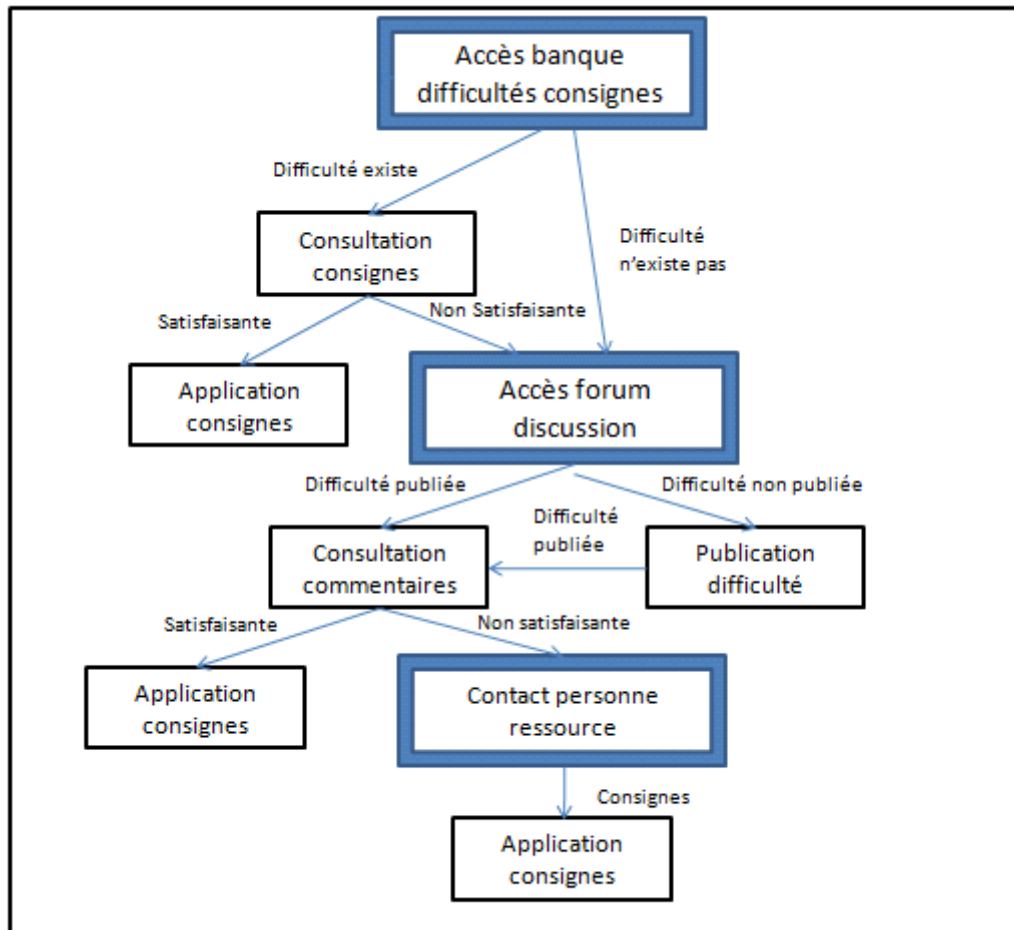 Accès banque
difficultés consignes
Difficulté existe
Difficulté
n'existe pas
Consultation
consignes
Satisfaisante
Non Satisfaisante
Application
consignes
Accès forum
discussion
Difficulté publiée
Difficulté non publiée
Difficulté
publiée
Consultation
commentaires
Publication
difficulté
Satisfaisante
Non satisfaisante
Application
consignes
Contact personne
ressource
Consignes
Application
consignes